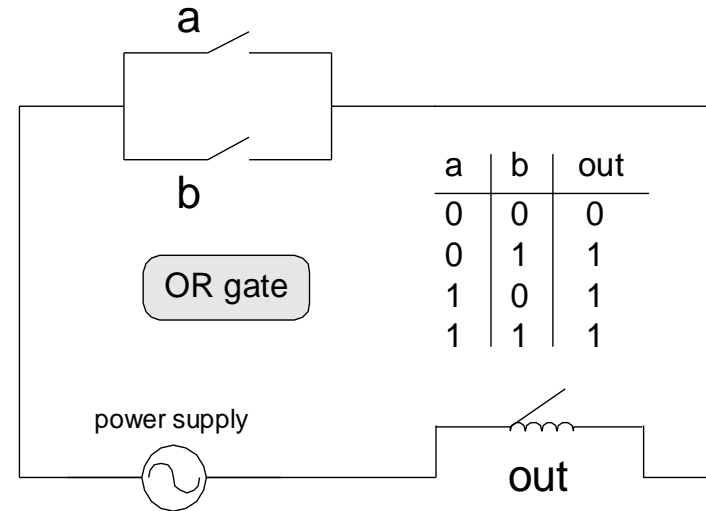 a
b
a b out
0 0 0
0 1 1
1 0 1
1 1 1
OR gate
power supply
out